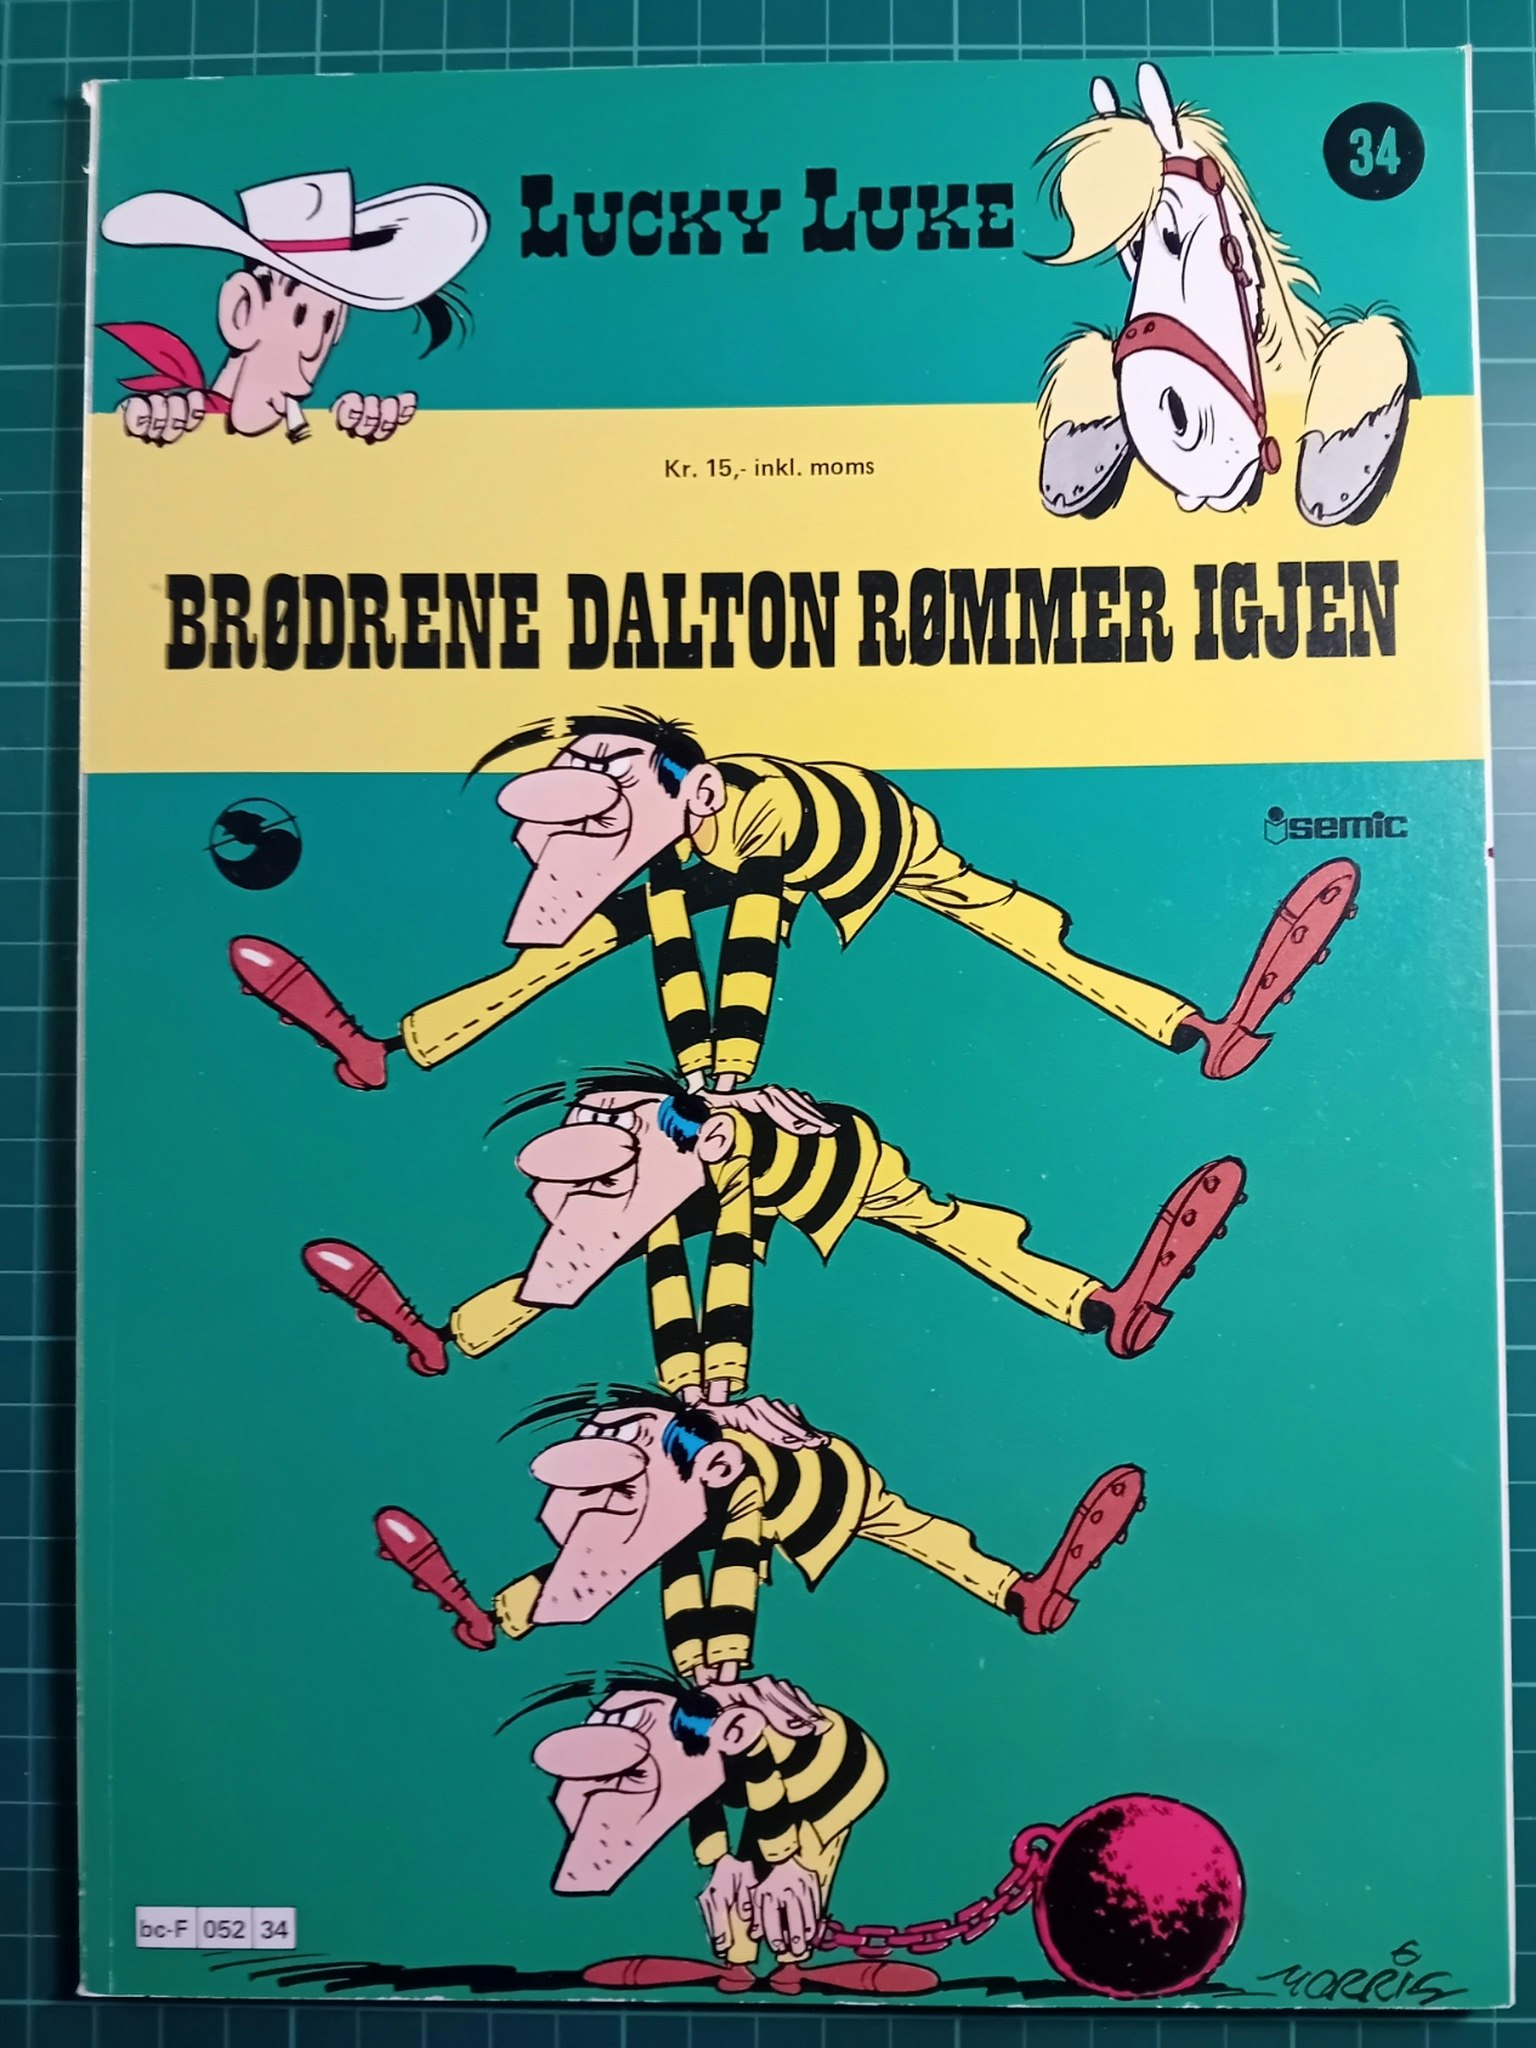 LUCKY LUKE
34
Kr. 15,- inkl. moms
BRØDRENE DALTON RØMMER IGJEN
semic
bc-F 052 34
MORRIS